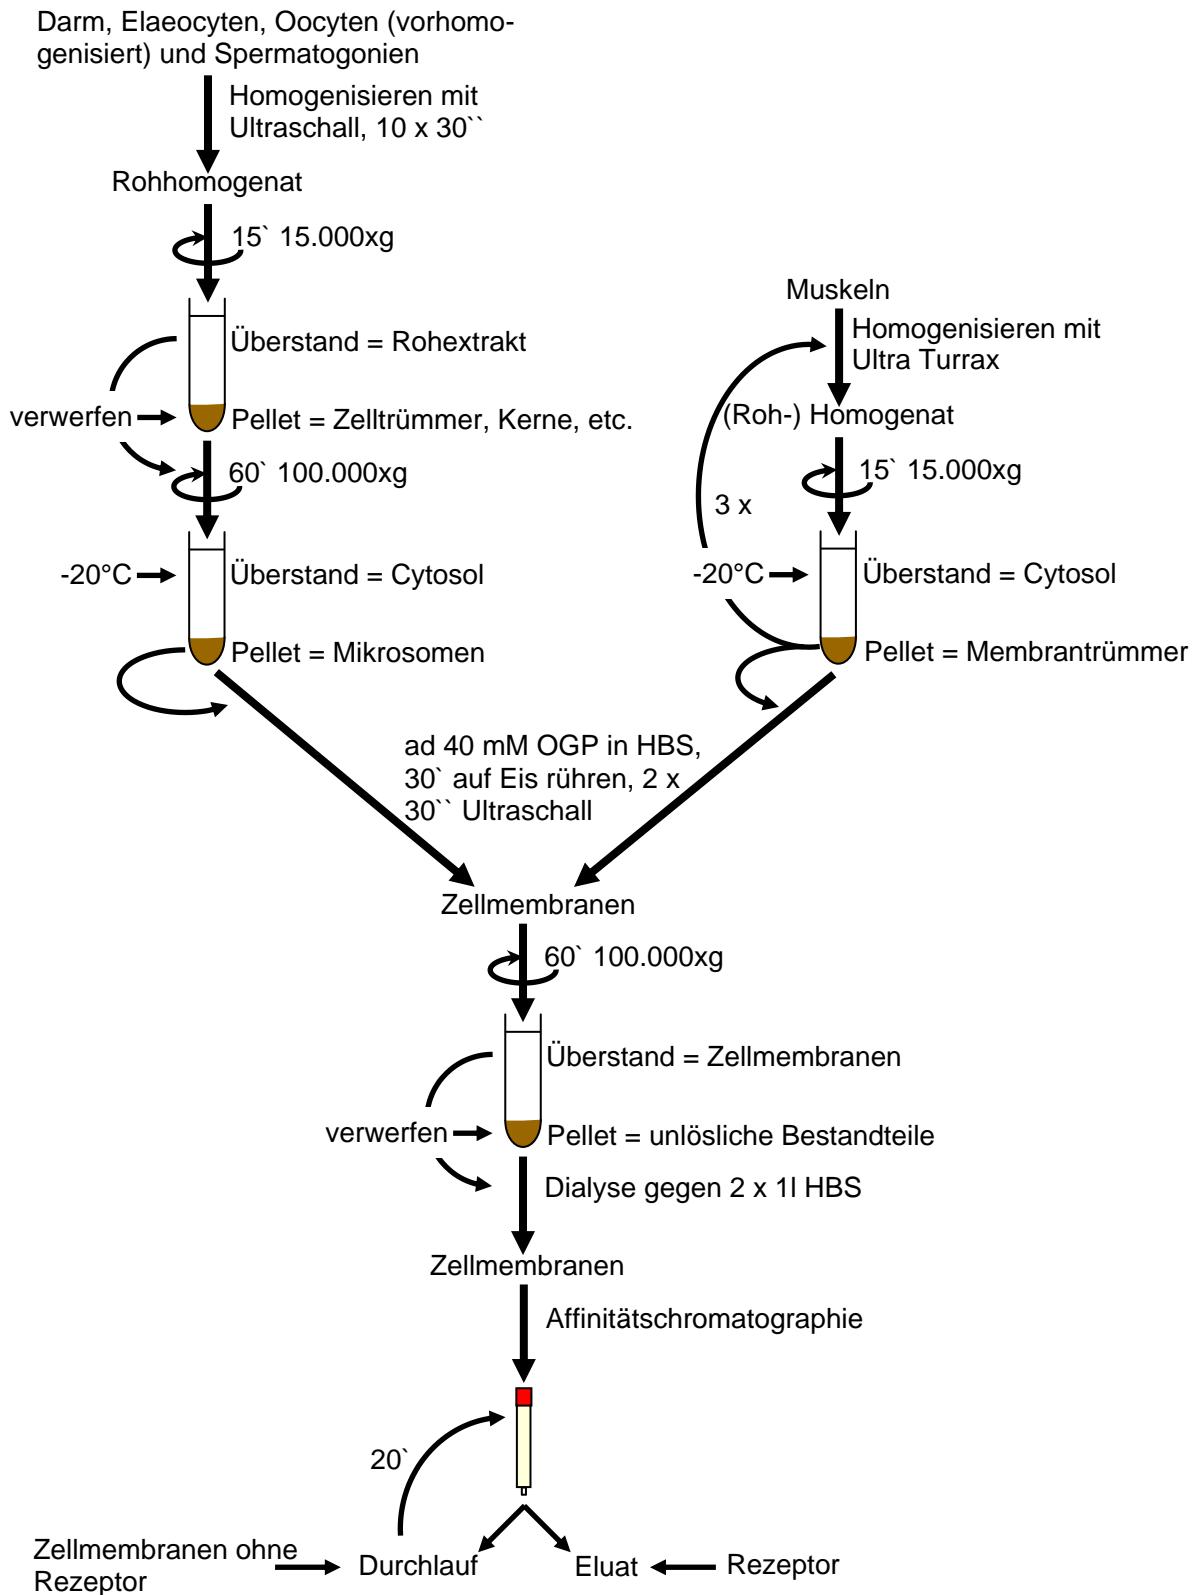 Darm, Elaeocyten, Oocyten (vorhomo-
genisiert) und Spermatogonien
Homogenisieren mit
Ultraschall, 10 x 30``
Rohhomogenat
15` 15.000xg
Überstand = Rohextrakt
verwerfen
Pellet = Zelltrümmer, Kerne, etc.
60` 100.000xg
-20°C
Überstand = Cytosol
Pellet = Mikrosomen
Muskeln
Homogenisieren mit
Ultra Turrax
(Roh-) Homogenat
15` 15.000xg
3 x
-20°C
Überstand = Cytosol
Pellet = Membrantrümmer
ad 40 mM OGP in HBS,
30` auf Eis rühren, 2 x
30`` Ultraschall
Zellmembranen
60` 100.000xg
Überstand = Zellmembranen
verwerfen
Pellet = unlösliche Bestandteile
Dialyse gegen 2 x 1l HBS
Zellmembranen
Affinitätschromatographie
20`
Zellmembranen ohne
Rezeptor
Durchlauf
Eluat
Rezeptor